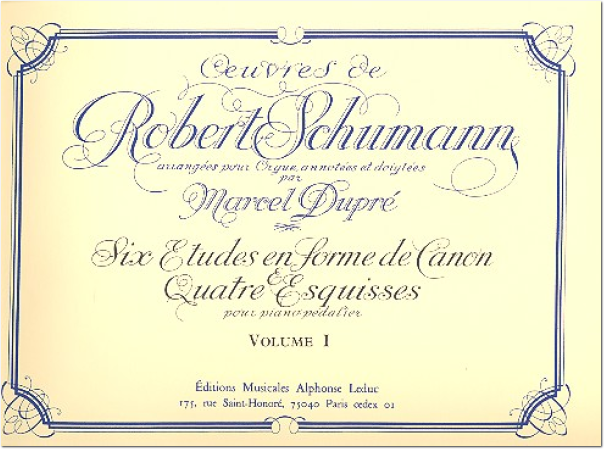 Oeuvres de
Robert Schumann
arrangées pour Orgue, annotées et doigtées
par
Marcel Dupré
Six Etudes en forme de Canon
&
Quatre Esquisses
pour piano-pédalier
VOLUME I
Éditions Musicales Alphonse Leduc
175, rue Saint-Honoré, 75040 Paris cedex 01